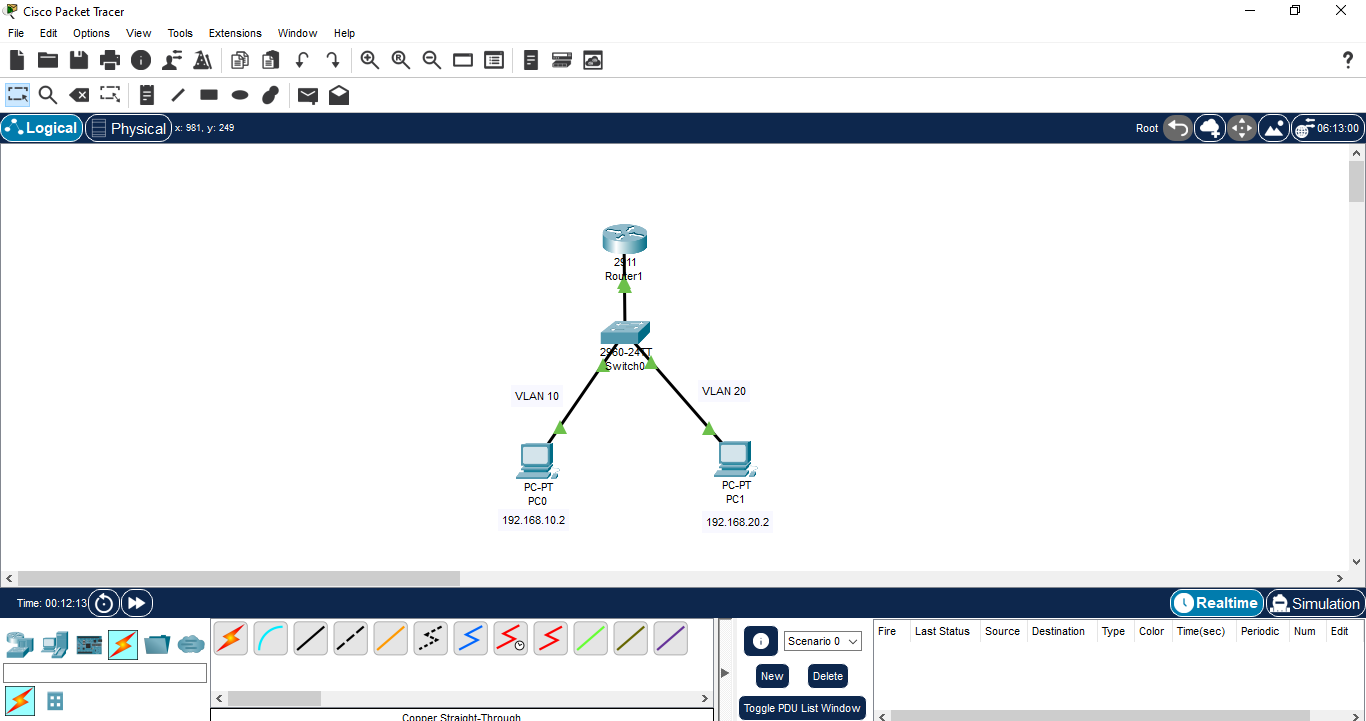 Cisco Packet Tracer
File Edit Options View Tools Extensions Window Help
?
Logical Physical x: 981, y: 249 Root 06:13:00
2911
Router1
2960-24TT
Switch0
VLAN 10 VLAN 20
PC-PT
PC0
192.168.10.2
PC-PT
PC1
192.168.20.2
Time: 00:12:13 Realtime Simulation
Scenario 0
New Delete
Toggle PDU List Window
Fire Last Status Source Destination Type Color Time(sec) Periodic Num Edit
Copper Straight-Through